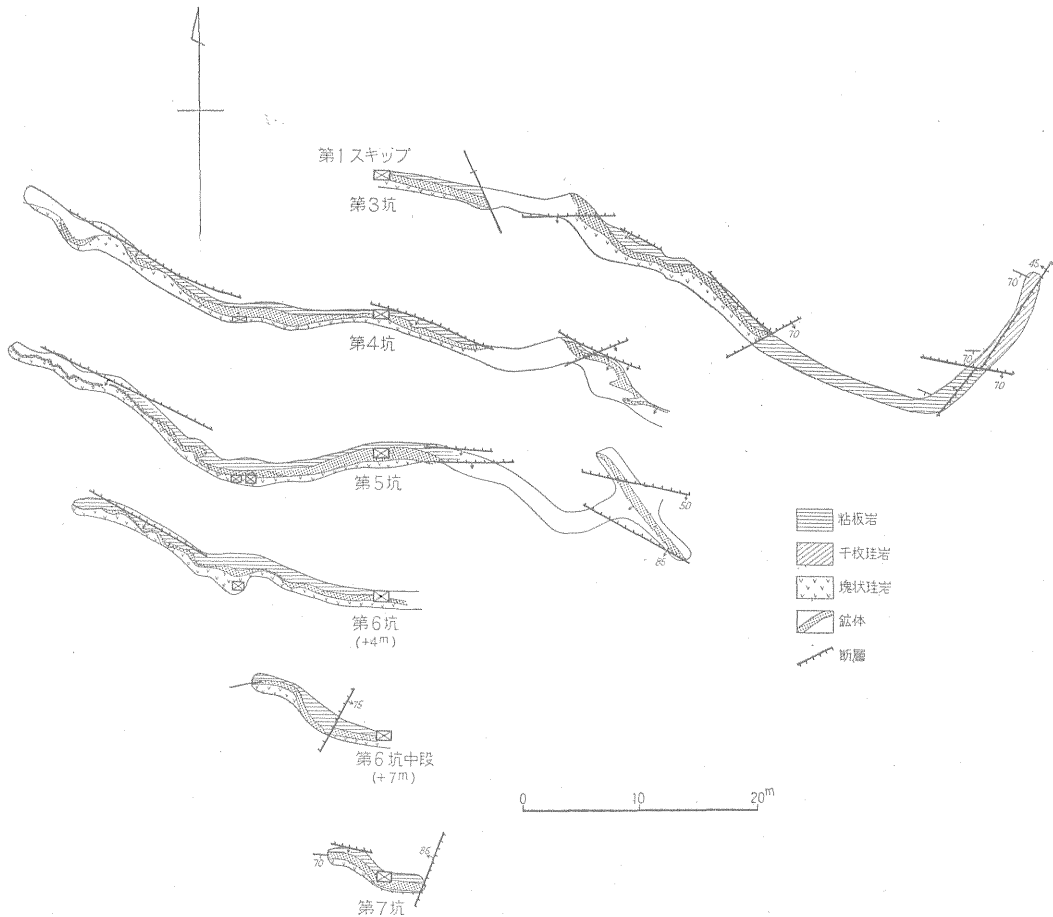 第1スキップ
第3坑
45
70
70
70
70
第4坑
第5坑
50
85
粘板岩
千枚珪岩
塊状珪岩
鉱体
断層
第6坑
(+4m)
75
第6坑中段
(+7m)
0 10 20m
70
86
第7坑